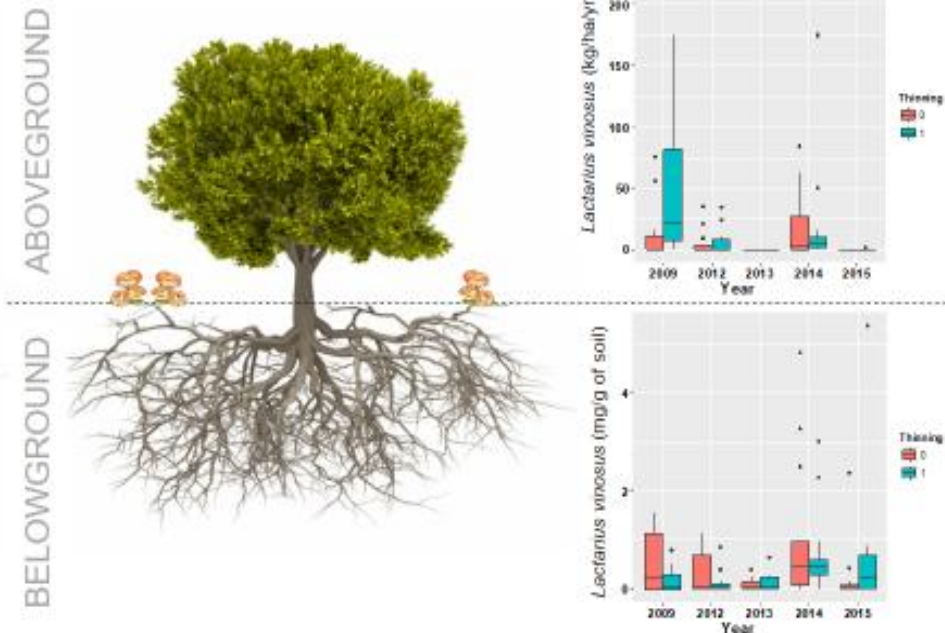 ABOVEGROUND
Lactarius vinosus (kg/ha/yr
200
150
100
50
0
2009 2012 2013 2014 2015
Year
Thinning
0
1
BELOWGROUND
Lactarius vinosus (mg/g of soil)
4
2
0
2009 2012 2013 2014 2015
Year
Thinning
0
1